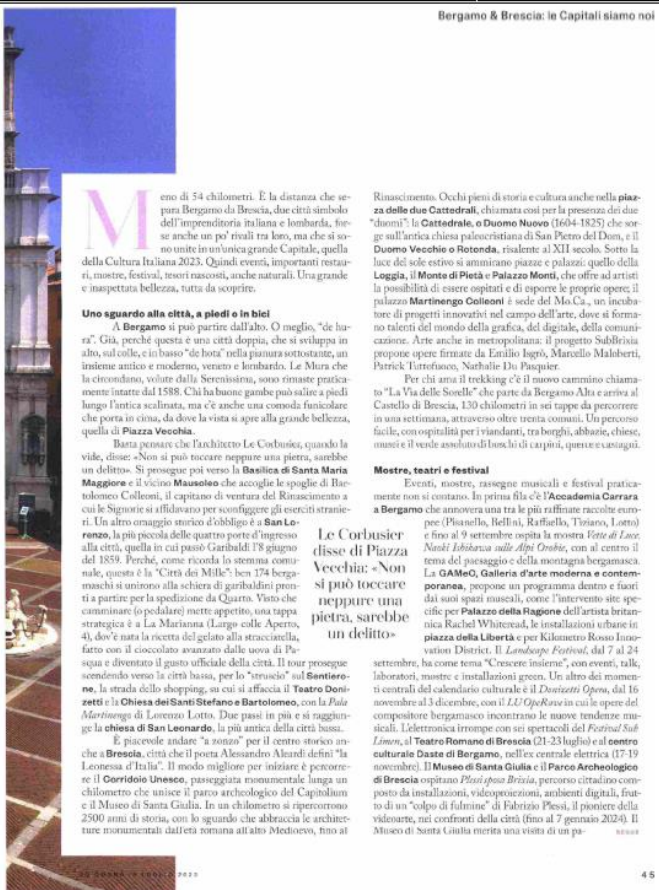 Bergamo & Brescia: le Capitali siamo noi
Meno di 54 chilometri. È la distanza che se-
para Bergamo da Brescia, due città simbolo
dell'imprenditoria italiana e lombarda, for-
se anche un po' rivali tra loro, ma che si so-
no unite in un'unica grande Capitale, quella
della Cultura Italiana 2023. Quindi eventi, importanti restau-
ri, mostre, festival, tesori nascosti, anche naturali. Una grande
e inaspettata bellezza, tutta da scoprire.
Uno sguardo alla città, a piedi o in bici
A Bergamo si può partire dall'alto. O meglio, "de hu-
ra". Già, perché questa è una città doppia, che si sviluppa in
alto, sul colle, e in basso "de hota" nella pianura sottostante, un
insieme antico e moderno, veneto e lombardo. Le Mura che
la circondano, volute dalla Serenissima, sono rimaste pratica-
mente intatte dal 1588. Chi ha buone gambe può salire a piedi
lungo l'antica scalinata, ma c'è anche una comoda funicolare
che porta in cima, da dove la vista si apre alla grande bellezza,
quella di Piazza Vecchia.
Basta pensare che l'architetto Le Corbusier, quando la
vide, disse: «Non si può toccare neppure una pietra, sarebbe
un delitto». Si prosegue poi verso la Basilica di Santa Maria
Maggiore e il vicino Mausoleo che accoglie le spoglie di Bar-
tolomeo Colleoni, il capitano di ventura del Rinascimento a
cui le Signorie si affidavano per sconfiggere gli eserciti stranie-
ri. Un altro omaggio storico d'obbligo è a San Lo-
renzo, la più piccola delle quattro porte d'ingresso
alla città, quella in cui passò Garibaldi l'8 giugno
del 1859. Perché, come ricorda lo stemma comu-
nale, questa è la "Città dei Mille": ben 174 berga-
maschi si unirono alla schiera di garibaldini pron-
ti a partire per la spedizione da Quarto. Visto che
camminare (o pedalare) mette appetito, una tappa
strategica è a La Marianna (Largo colle Aperto,
4), dov'è nata la ricetta del gelato alla stracciarella,
fatto con il cioccolato avanzato dalle uova di Pa-
squa e diventato il gusto ufficiale della città. Il tour prosegue
scendendo verso la città bassa, per lo "struscio" sul Sentiero-
ne, la strada dello shopping, su cui si affaccia il Teatro Doni-
zetti e la Chiesa dei Santi Stefano e Bartolomeo, con la Pala
Martinengo di Lorenzo Lotto. Due passi in più e si raggiun-
ge la chiesa di San Leonardo, la più antica della città bassa.
È piacevole andare "a zonzo" per il centro storico an-
che a Brescia, città che il poeta Alessandro Aleardi definì "la
Leonessa d'Italia". Il modo migliore per iniziare è percorre-
re il Corridoio Unesco, passeggiata monumentale lunga un
chilometro che unisce il parco archeologico del Capitolium
e il Museo di Santa Giulia. In un chilometro si ripercorrono
2500 anni di storia, con lo sguardo che abbraccia le architet-
ture monumentali dall'età romana all'alto Medioevo, fino al
Le Corbusier
disse di Piazza
Vecchia: «Non
si può toccare
neppure una
pietra, sarebbe
un delitto»
Rinascimento. Occhi pieni di storia e cultura anche nella piaz-
za delle due Cattedrali, chiamata così per la presenza dei due
"duomi": la Cattedrale, o Duomo Nuovo (1604-1825) che sor-
ge sull'antica chiesa paleocristiana di San Pietro del Dom, e il
Duomo Vecchio o Rotonda, risalente al XII secolo. Sotto la
luce del sole estivo si ammirano piazze e palazzi: quello della
Loggia, il Monte di Pietà e Palazzo Monti, che offre ad artisti
la possibilità di essere ospitati e di esporre le proprie opere; il
palazzo Martinengo Colleoni è sede del Mo.Ca., un incuba-
tore di progetti innovativi nel campo dell'arte, dove si forma-
no talenti del mondo della grafica, del digitale, della comuni-
cazione. Arte anche in metropolitana: il progetto SubBrixia
propone opere firmate da Emilio Isgrò, Marcello Maloberti,
Patrick Tuttofuoco, Nathalie Du Pasquier.
Per chi ama il trekking c'è il nuovo cammino chiama-
to "La Via delle Sorelle" che parte da Bergamo Alta e arriva al
Castello di Brescia, 130 chilometri in sei tappe da percorrere
in una settimana, attraverso oltre trenta comuni. Un percorso
facile, con ospitalità per i viandanti, tra borghi, abbazie, chiese,
musei e il verde assoluto di boschi di carpini, querce e castagni.
Mostre, teatri e festival
Eventi, mostre, rassegne musicali e festival pratica-
mente non si contano. In prima fila c'è l'Accademia Carrara
a Bergamo che annovera una tra le più raffinate raccolte euro-
pee (Pisanello, Bellini, Raffaello, Tiziano, Lotto)
e fino al 9 settembre ospita la mostra Vette di Luce.
Naoki Ishikawa sulle Alpi Orobie, con al centro il
tema del paesaggio e della montagna bergamasca.
La GAMeC, Galleria d'arte moderna e contem-
poranea, propone un programma dentro e fuori
dai suoi spazi museali, come l'intervento site spe-
cific per Palazzo della Ragione dell'artista britan-
nica Rachel Whiteread, le installazioni urbane in
piazza della Libertà e per Kilometro Rosso Inno-
vation District. Il Landscape Festival, dal 7 al 24
settembre, ha come tema "Crescere insieme", con eventi, talk,
laboratori, mostre e installazioni green. Un altro dei momen-
ti centrali del calendario culturale è il Donizetti Opera, dal 16
novembre al 3 dicembre, con il LU OpeRave in cui le opere del
compositore bergamasco incontrano le nuove tendenze mu-
sicali. L'elettronica irrompe con sei spettacoli del Festival Sub
Limen, al Teatro Romano di Brescia (21-23 luglio) e al centro
culturale Daste di Bergamo, nell'ex centrale elettrica (17-19
novembre). Il Museo di Santa Giulia e il Parco Archeologico
di Brescia ospitano Plessi sposa Brixia, percorso cittadino com-
posto da installazioni, videoproiezioni, ambienti digitali, frut-
to di un "colpo di fulmine" di Fabrizio Plessi, il pioniere della
videoarte, nei confronti della città (fino al 7 gennaio 2024). Il
Museo di Santa Giulia merita una visita di un pa-
45